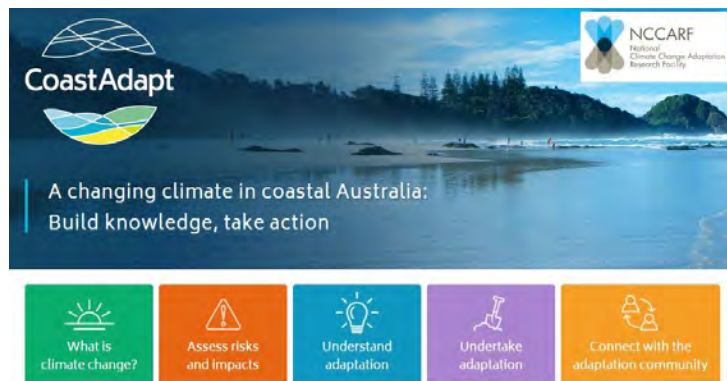 CoastAdapt
NCCARF
National
Climate Change Adaptation
Research Facility
A changing climate in coastal Australia:
Build knowledge, take action
What is
climate change?
Assess risks
and impacts
Understand
adaptation
Undertake
adaptation
Connect with the
adaptation community